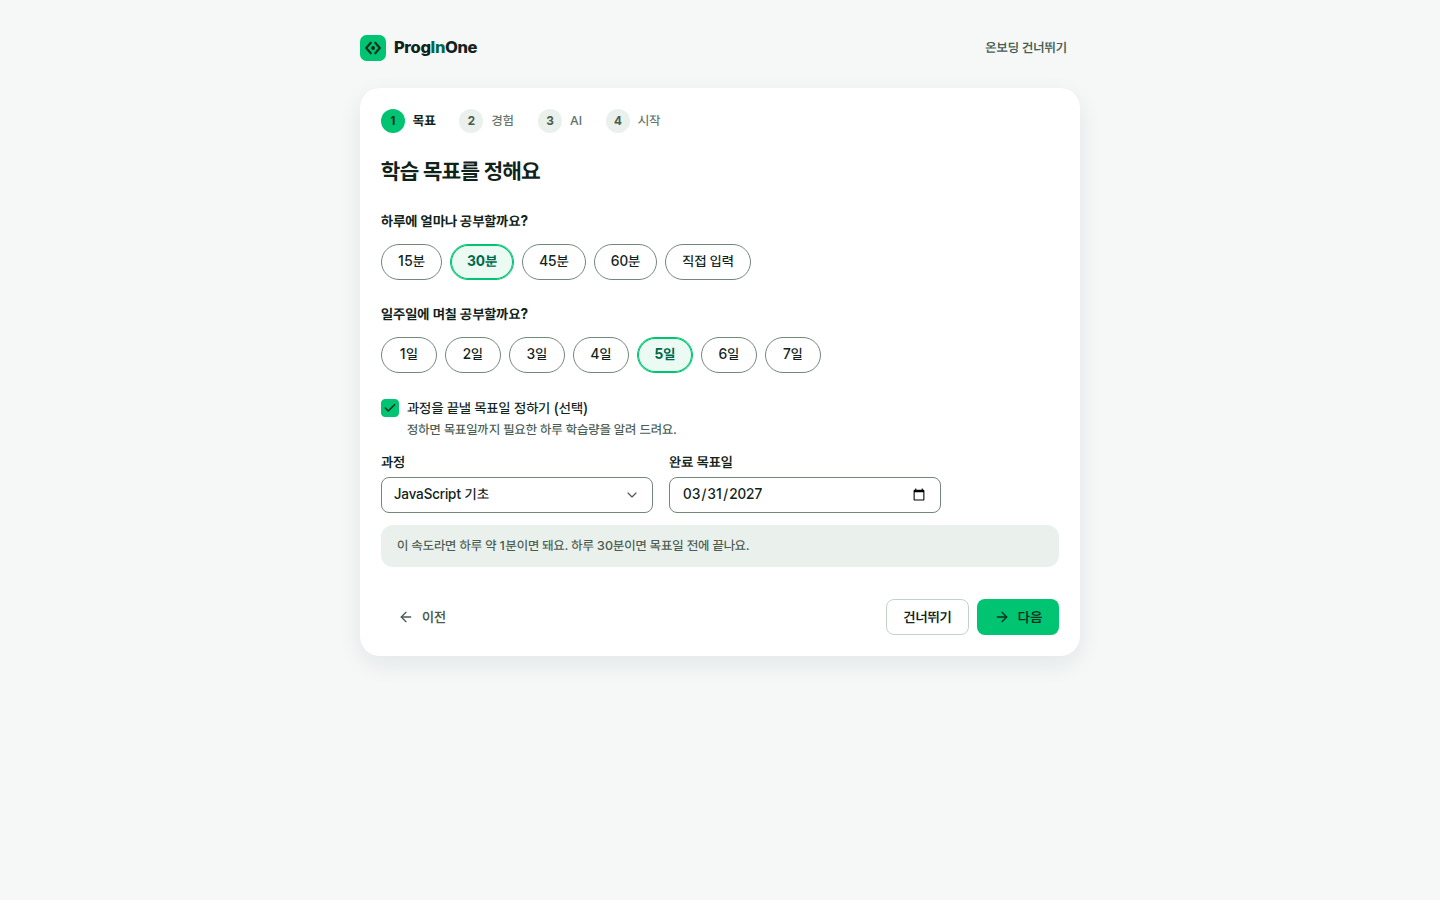 ProgInOne
온보딩 건너뛰기
1 목표 2 경험 3 AI 4 시작
학습 목표를 정해요
하루에 얼마나 공부할까요?
15분 30분 45분 60분 직접 입력
일주일에 며칠 공부할까요?
1일 2일 3일 4일 5일 6일 7일
과정을 끝낼 목표일 정하기 (선택)
정하면 목표일까지 필요한 하루 학습량을 알려 드려요.
과정 완료 목표일
JavaScript 기초 03/31/2027
이 속도라면 하루 약 1분이면 돼요. 하루 30분이면 목표일 전에 끝나요.
이전 건너뛰기 다음